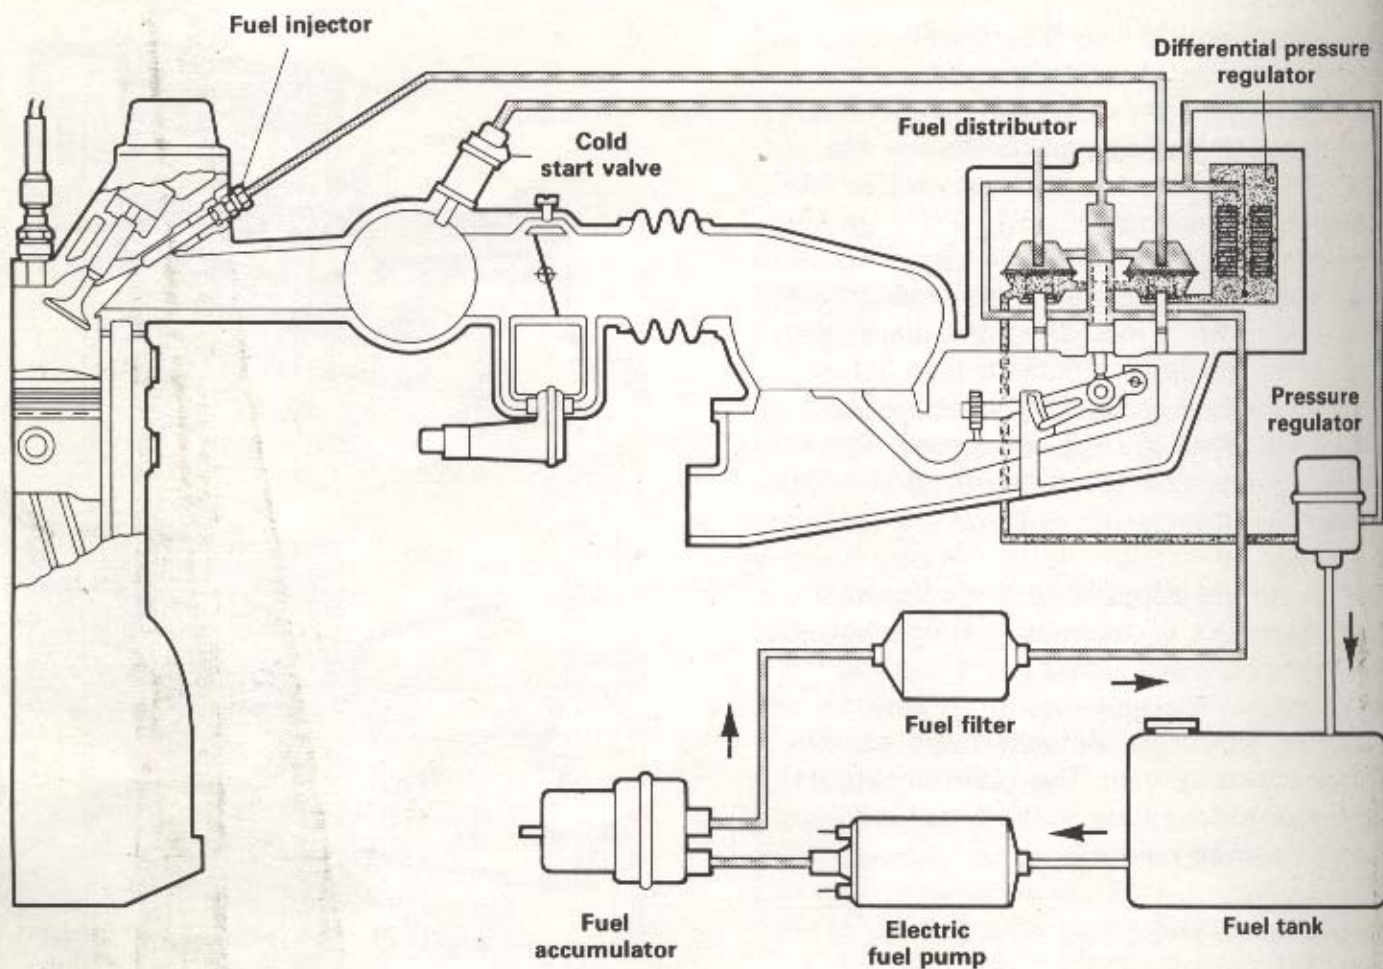 Fuel injector
Differential pressure
regulator
Fuel distributor
Cold
start valve
Pressure
regulator
Fuel filter
Fuel
accumulator
Electric
fuel pump
Fuel tank